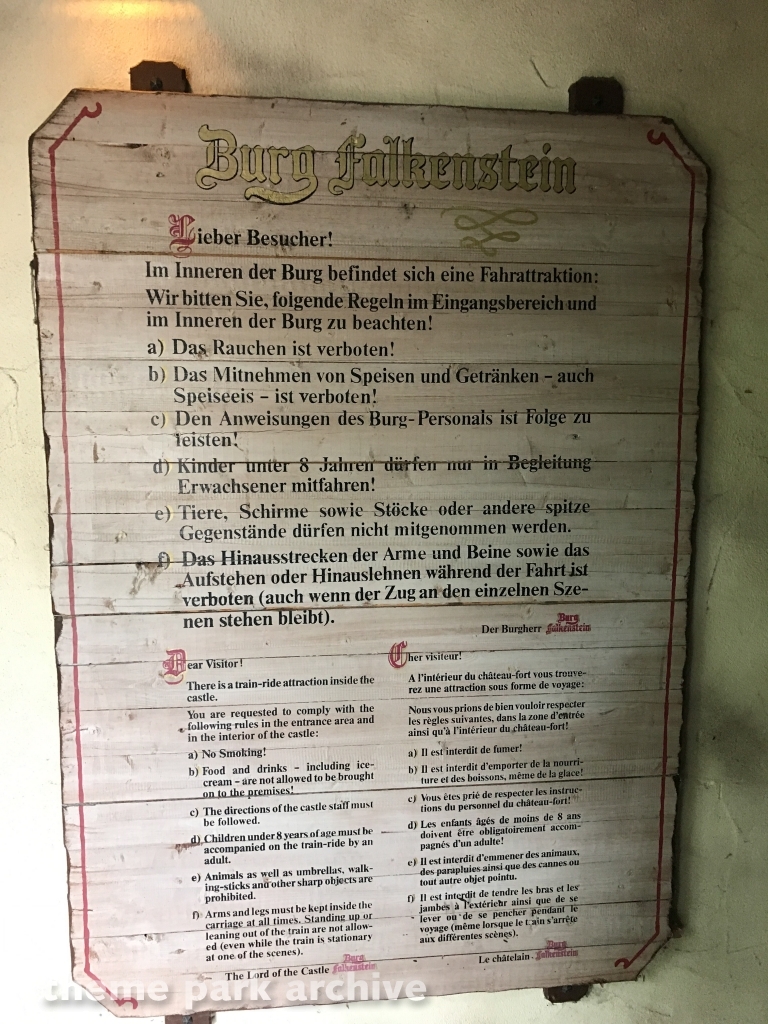 Burg Falkenstein
Lieber Besucher!
Im Inneren der Burg befindet sich eine Fahrattraktion:
Wir bitten Sie, folgende Regeln im Eingangsbereich und
im Inneren der Burg zu beachten!
a) Das Rauchen ist verboten!
b) Das Mitnehmen von Speisen und Getränken – auch
Speiseeis – ist verboten!
c) Den Anweisungen des Burg-Personals ist Folge zu
leisten!
d) Kinder unter 8 Jahren dürfen nur in Begleitung
Erwachsener mitfahren!
e) Tiere, Schirme sowie Stöcke oder andere spitze
Gegenstände dürfen nicht mitgenommen werden.
f) Das Hinausstrecken der Arme und Beine sowie das
Aufstehen oder Hinauslehnen während der Fahrt ist
verboten (auch wenn der Zug an den einzelnen Sze-
nen stehen bleibt).
Der Burgherr Burg Falkenstein
Dear Visitor!
There is a train-ride attraction inside the
castle.
You are requested to comply with the
following rules in the entrance area and
in the interior of the castle:
a) No Smoking!
b) Food and drinks – including ice-
cream – are not allowed to be brought
on to the premises!
c) The directions of the castle staff must
be followed.
d) Children under 8 years of age must be
accompanied on the train-ride by an
adult.
e) Animals as well as umbrellas, walk-
ing-sticks and other sharp objects are
prohibited.
f) Arms and legs must be kept inside the
carriage at all times. Standing up or
leaning out of the train are not allow-
ed (even while the train is stationary
at one of the scenes).
The Lord of the Castle Burg Falkenstein
Cher visiteur!
A l'intérieur du château-fort vous trouve-
rez une attraction sous forme de voyage:
Nous vous prions de bien vouloir respecter
les règles suivantes, dans la zone d'entrée
ainsi qu'à l'intérieur du château-fort!
a) Il est interdit de fumer!
b) Il est interdit d'emporter de la nourri-
ture et des boissons, même de la glace!
c) Vous êtes prié de respecter les instruc-
tions du personnel du château-fort!
d) Les enfants âgés de moins de 8 ans
doivent être obligatoirement accom-
pagnés d'un adulte!
e) Il est interdit d'emmener des animaux,
des parapluies ainsi que des cannes ou
tout autre objet pointu.
f) Il est interdit de tendre les bras et les
jambes à l'extérieur ainsi que de se
lever ou de se pencher pendant le
voyage (même lorsque le train s'arrête
aux différentes scènes).
Le châtelain Burg Falkenstein
theme park archive